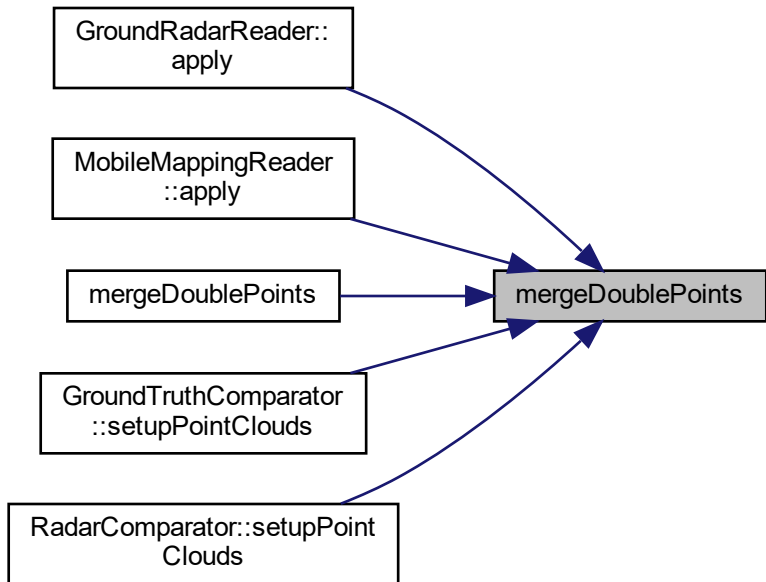 GroundRadarReader::
apply
MobileMappingReader
::apply
mergeDoublePoints
mergeDoublePoints
GroundTruthComparator
::setupPointClouds
RadarComparator::setupPoint
Clouds